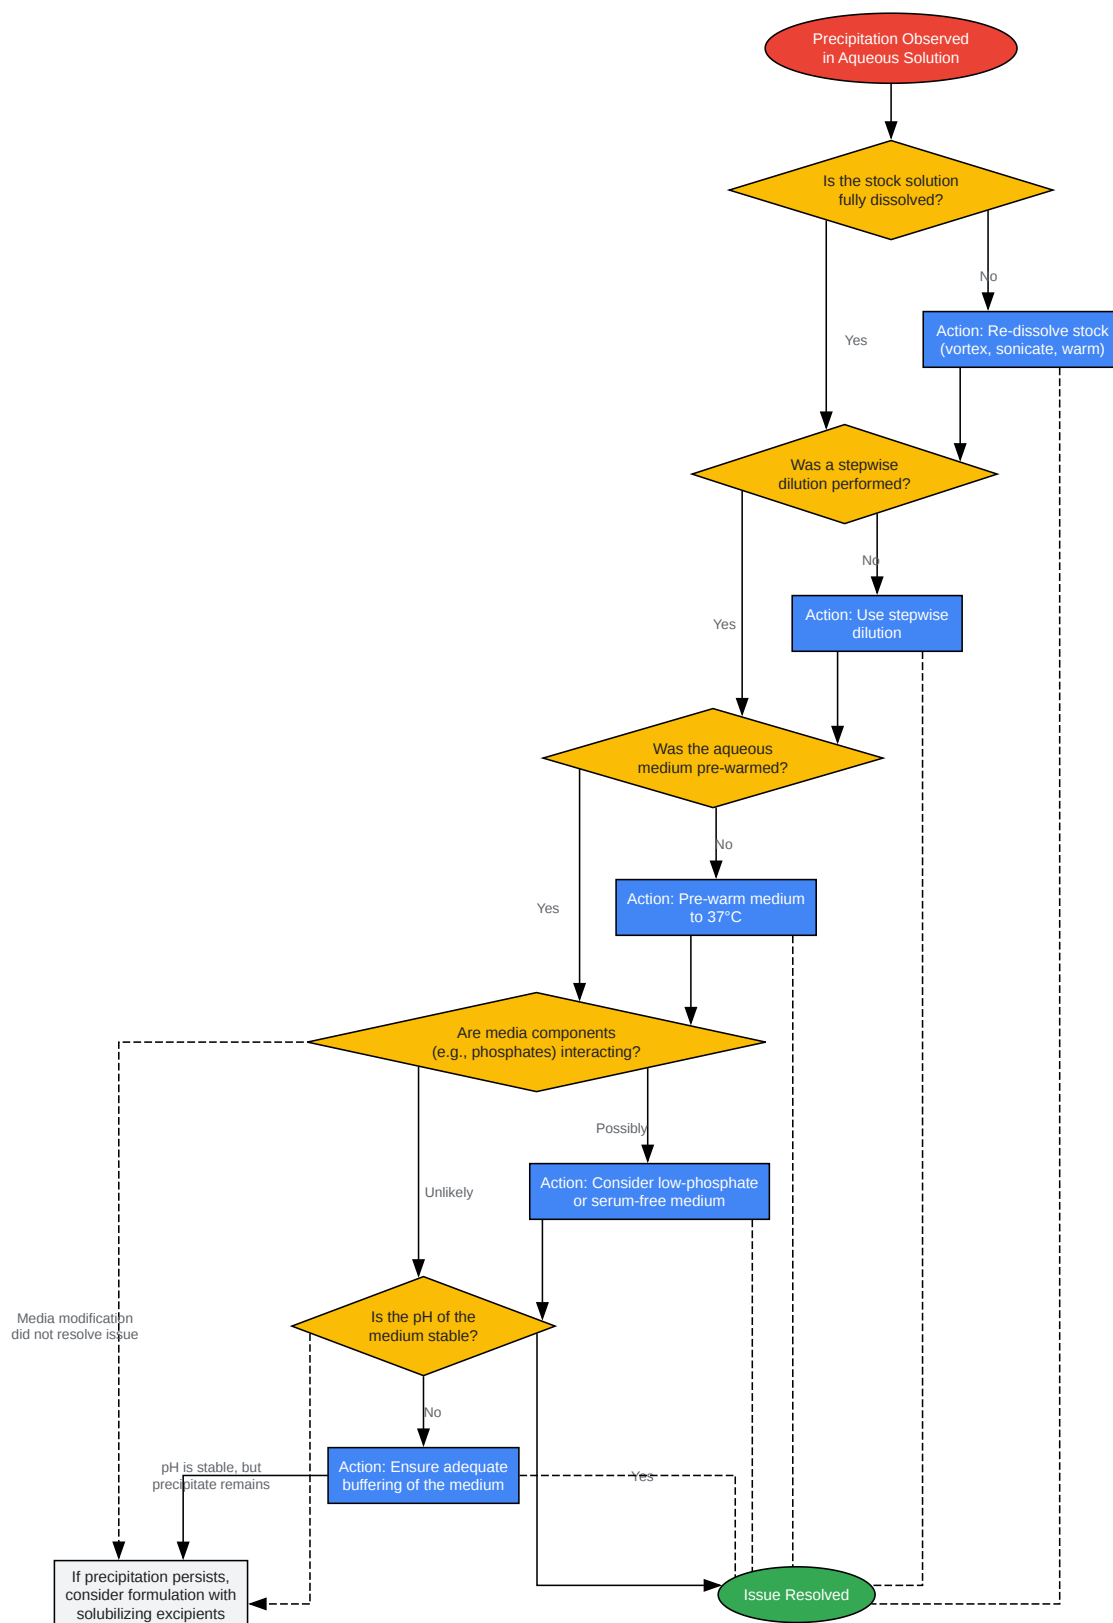 Precipitation Observed
in Aqueous Solution
Is the stock solution
fully dissolved?
No
Action: Re-dissolve stock
(vortex, sonicate, warm)
Yes
Was a stepwise
dilution performed?
No
Action: Use stepwise
dilution
Yes
Was the aqueous
medium pre-warmed?
No
Action: Pre-warm medium
to 37°C
Yes
Are media components
(e.g., phosphates) interacting?
Possibly
Action: Consider low-phosphate
or serum-free medium
Unlikely
Is the pH of the
medium stable?
Media modification
did not resolve issue
No
Action: Ensure adequate
buffering of the medium
pH is stable, but
precipitate remains
Yes
If precipitation persists,
consider formulation with
solubilizing excipients
Issue Resolved